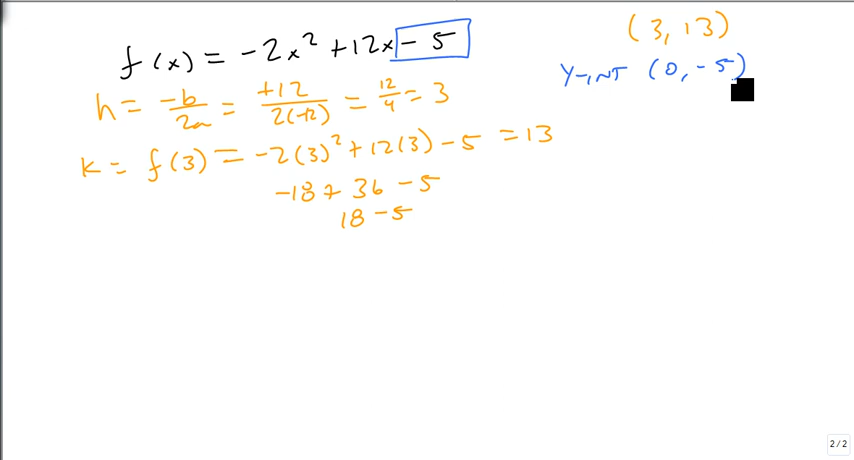 f(x) = -2x² + 12x - 5
(3, 13)
Y-INT (0, -5)
h = -b/2a = +12/2(+2) = 12/4 = 3
k = f(3) = -2(3)² + 12(3) - 5 = 13
-18 + 36 - 5
18 - 5
2 / 2